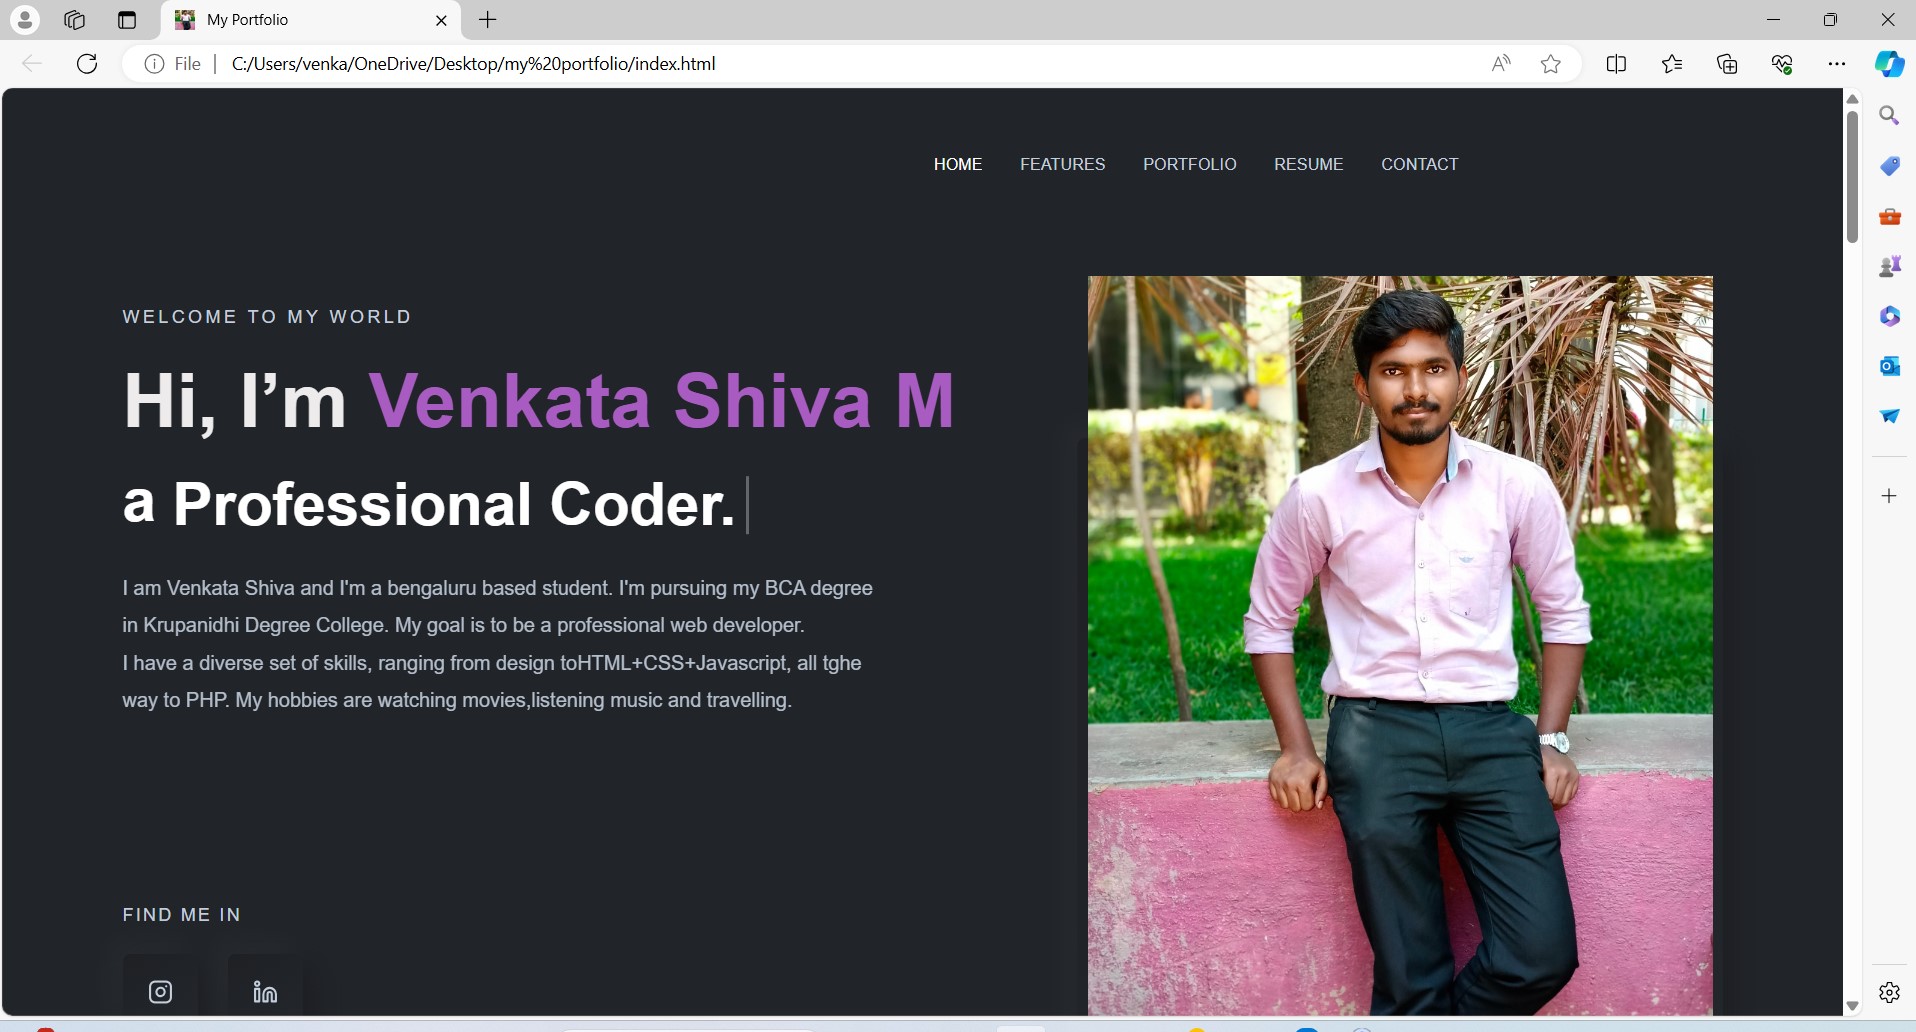 My Portfolio
File
C:/Users/venka/OneDrive/Desktop/my%20portfolio/index.html
HOME FEATURES PORTFOLIO RESUME CONTACT
WELCOME TO MY WORLD
Hi, I’m Venkata Shiva M
a Professional Coder.
I am Venkata Shiva and I'm a bengaluru based student. I'm pursuing my BCA degree
in Krupanidhi Degree College. My goal is to be a professional web developer.
I have a diverse set of skills, ranging from design toHTML+CSS+Javascript, all tghe
way to PHP. My hobbies are watching movies,listening music and travelling.
FIND ME IN